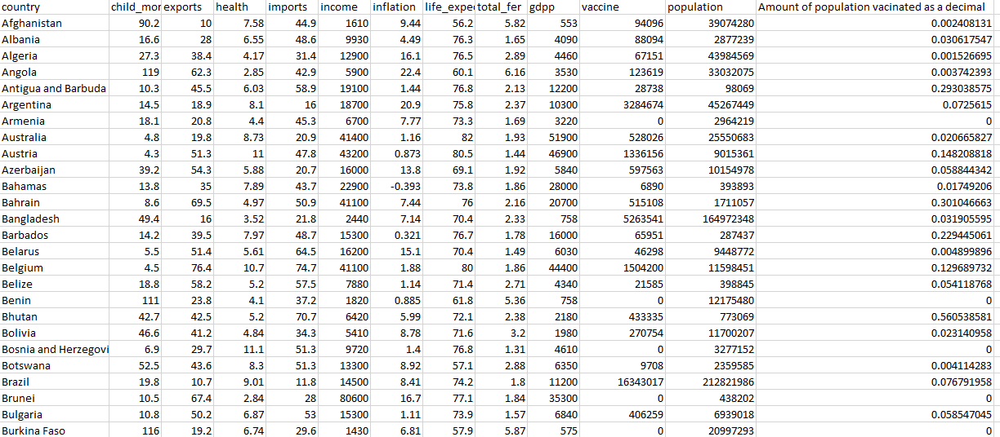 country child_mor exports health imports income inflation life_expe total_fer gdpp vaccine population Amount of population vacinated as a decimal
Afghanistan 90.2 10 7.58 44.9 1610 9.44 56.2 5.82 553 94096 39074280 0.002408131
Albania 16.6 28 6.55 48.6 9930 4.49 76.3 1.65 4090 88094 2877239 0.030617547
Algeria 27.3 38.4 4.17 31.4 12900 16.1 76.5 2.89 4460 67151 43984569 0.001526695
Angola 119 62.3 2.85 42.9 5900 22.4 60.1 6.16 3530 123619 33032075 0.003742393
Antigua and Barbuda 10.3 45.5 6.03 58.9 19100 1.44 76.8 2.13 12200 28738 98069 0.293038575
Argentina 14.5 18.9 8.1 16 18700 20.9 75.8 2.37 10300 3284674 45267449 0.0725615
Armenia 18.1 20.8 4.4 45.3 6700 7.77 73.3 1.69 3220 0 2964219 0
Australia 4.8 19.8 8.73 20.9 41400 1.16 82 1.93 51900 528026 25550683 0.020665827
Austria 4.3 51.3 11 47.8 43200 0.873 80.5 1.44 46900 1336156 9015361 0.148208818
Azerbaijan 39.2 54.3 5.88 20.7 16000 13.8 69.1 1.92 5840 597563 10154978 0.058844342
Bahamas 13.8 35 7.89 43.7 22900 -0.393 73.8 1.86 28000 6890 393893 0.01749206
Bahrain 8.6 69.5 4.97 50.9 41100 7.44 76 2.16 20700 515108 1711057 0.301046663
Bangladesh 49.4 16 3.52 21.8 2440 7.14 70.4 2.33 758 5263541 164972348 0.031905595
Barbados 14.2 39.5 7.97 48.7 15300 0.321 76.7 1.78 16000 65951 287437 0.229445061
Belarus 5.5 51.4 5.61 64.5 16200 15.1 70.4 1.49 6030 46298 9448772 0.004899896
Belgium 4.5 76.4 10.7 74.7 41100 1.88 80 1.86 44400 1504200 11598451 0.129689732
Belize 18.8 58.2 5.2 57.5 7880 1.14 71.4 2.71 4340 21585 398845 0.054118768
Benin 111 23.8 4.1 37.2 1820 0.885 61.8 5.36 758 0 12175480 0
Bhutan 42.7 42.5 5.2 70.7 6420 5.99 72.1 2.38 2180 433335 773069 0.560538581
Bolivia 46.6 41.2 4.84 34.3 5410 8.78 71.6 3.2 1980 270754 11700207 0.023140958
Bosnia and Herzegovi 6.9 29.7 11.1 51.3 9720 1.4 76.8 1.31 4610 0 3277152 0
Botswana 52.5 43.6 8.3 51.3 13300 8.92 57.1 2.88 6350 9708 2359585 0.004114283
Brazil 19.8 10.7 9.01 11.8 14500 8.41 74.2 1.8 11200 16343017 212821986 0.076791958
Brunei 10.5 67.4 2.84 28 80600 16.7 77.1 1.84 35300 0 438202 0
Bulgaria 10.8 50.2 6.87 53 15300 1.11 73.9 1.57 6840 406259 6939018 0.058547045
Burkina Faso 116 19.2 6.74 29.6 1430 6.81 57.9 5.87 575 0 20997293 0